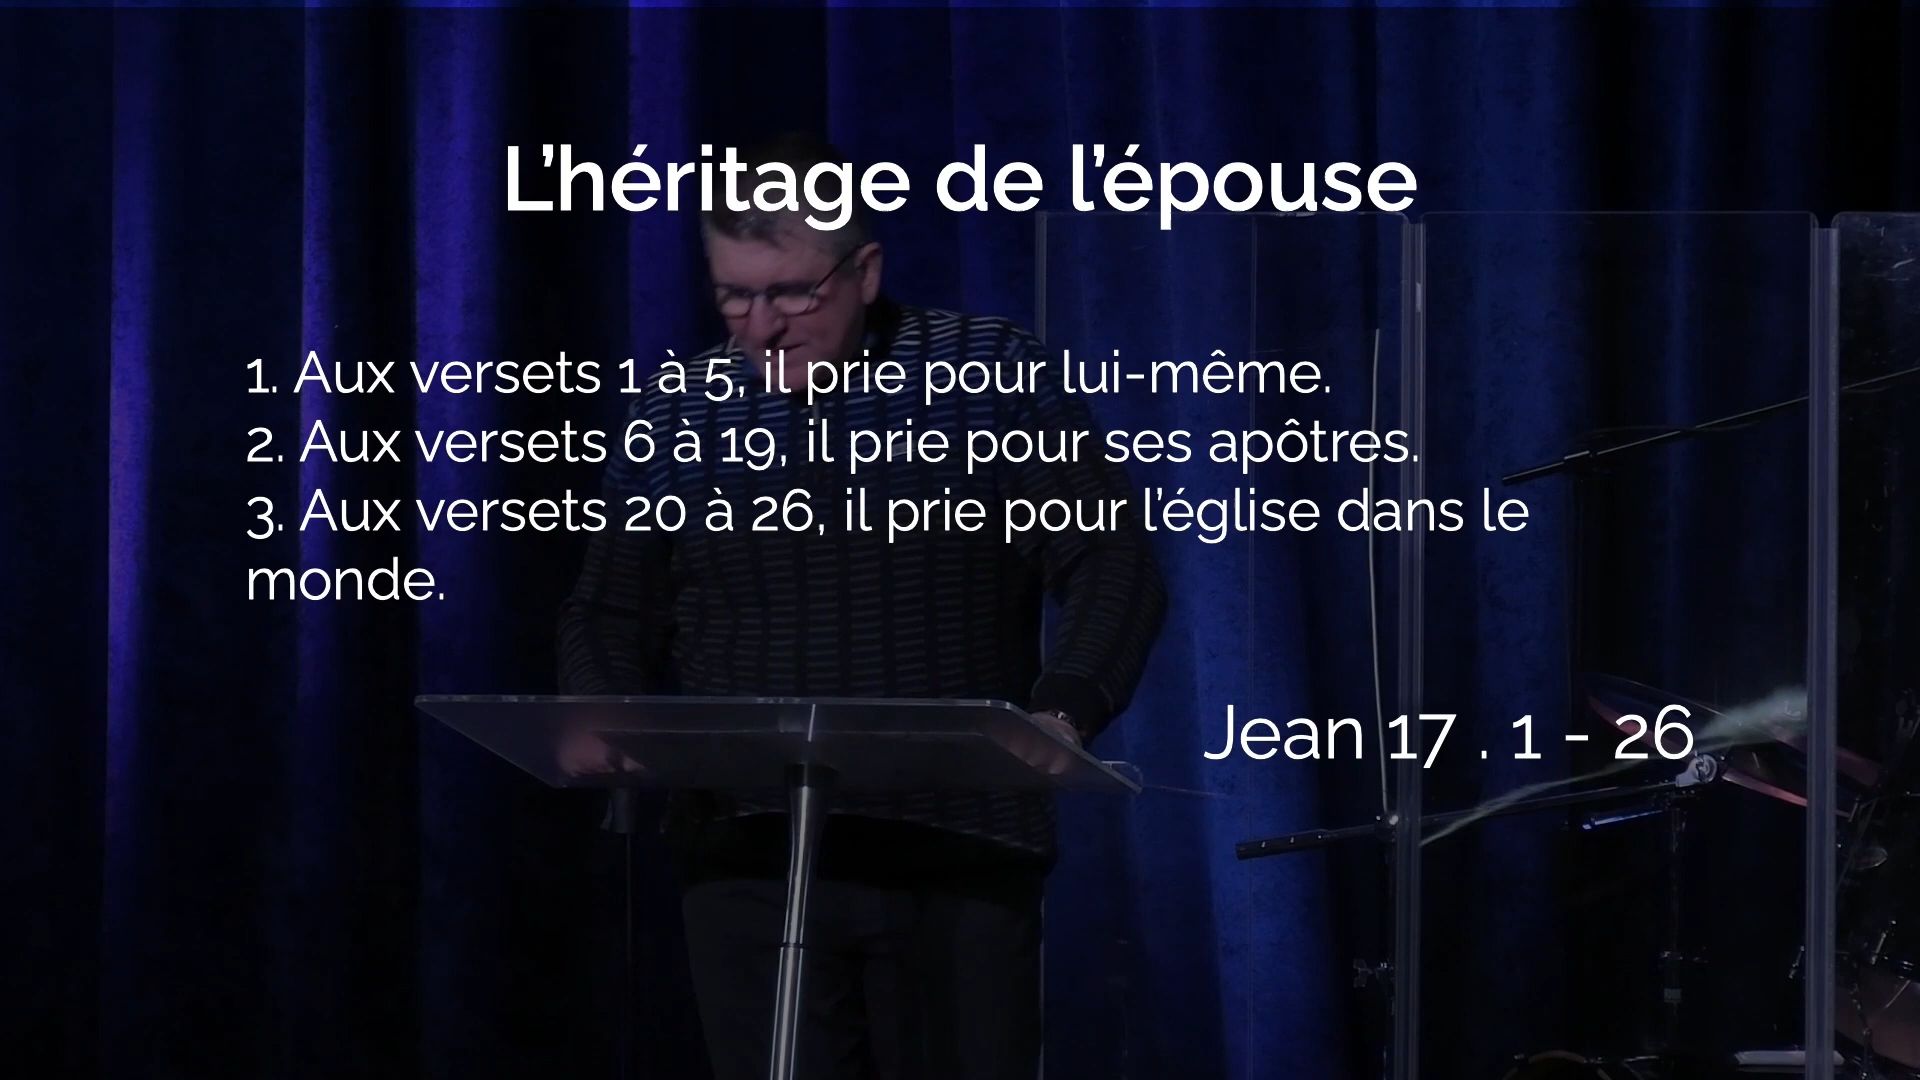 L’héritage de l’épouse
1. Aux versets 1 à 5, il prie pour lui-même.
2. Aux versets 6 à 19, il prie pour ses apôtres.
3. Aux versets 20 à 26, il prie pour l’église dans le
monde.
Jean 17 . 1 - 26